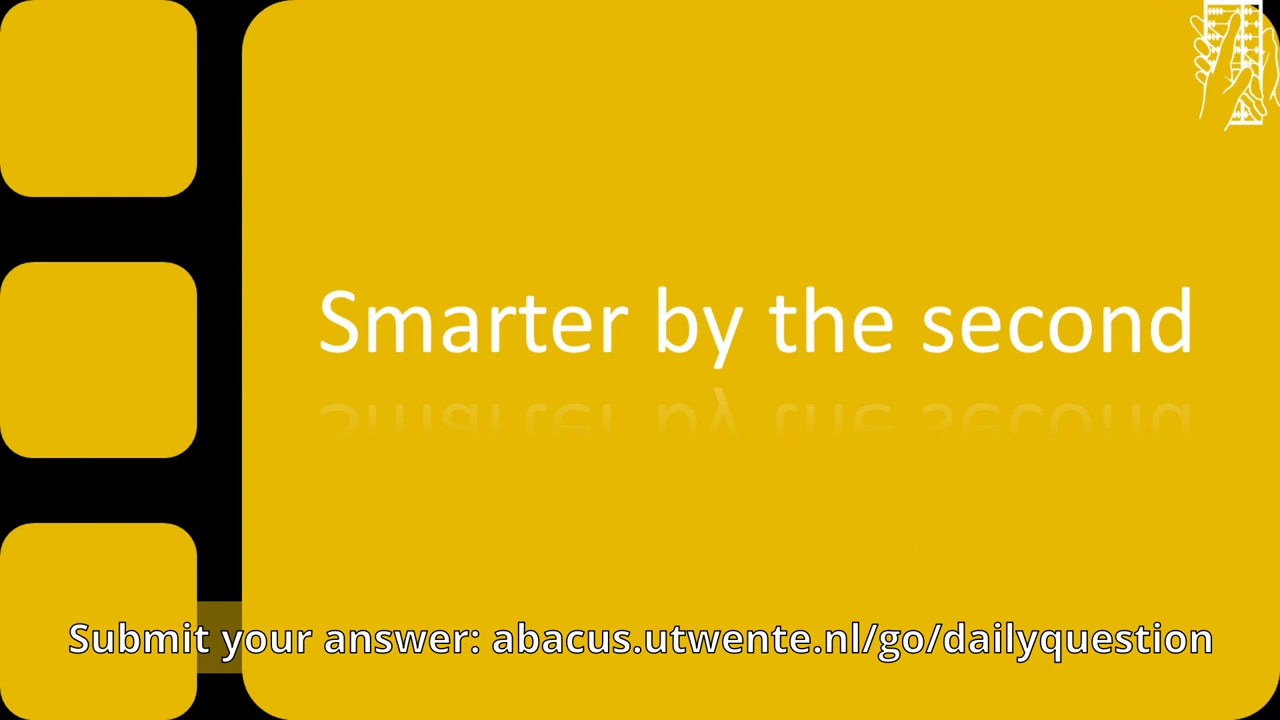 Smarter by the second
Submit your answer: abacus.utwente.nl/go/dailyquestion